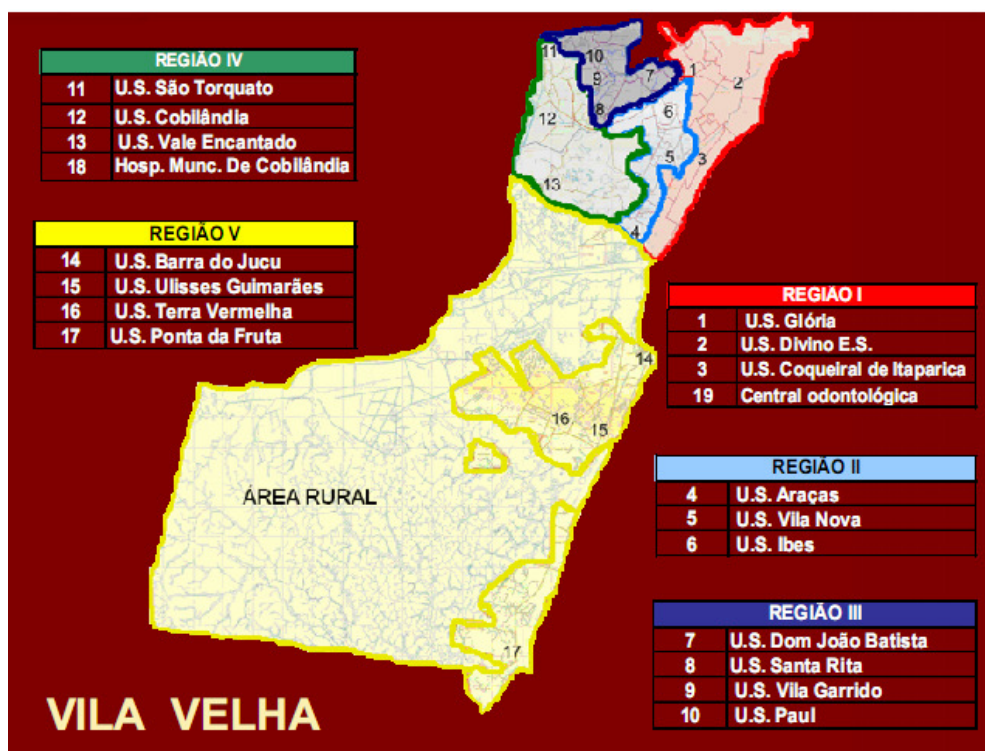 REGIÃO IV
11 U.S. São Torquato
12 U.S. Cobilândia
13 U.S. Vale Encantado
18 Hosp. Munc. De Cobilândia
REGIÃO V
14 U.S. Barra do Jucu
15 U.S. Ulisses Guimarães
16 U.S. Terra Vermelha
17 U.S. Ponta da Fruta
11
10
9
8
7
1
2
12
6
5
3
13
4
14
16
15
ÁREA RURAL
17
REGIÃO I
1 U.S. Glória
2 U.S. Divino E.S.
3 U.S. Coqueiral de Itaparica
19 Central odontológica
REGIÃO II
4 U.S. Araças
5 U.S. Vila Nova
6 U.S. Ibes
REGIÃO III
7 U.S. Dom João Batista
8 U.S. Santa Rita
9 U.S. Vila Garrido
10 U.S. Paul
VILA VELHA